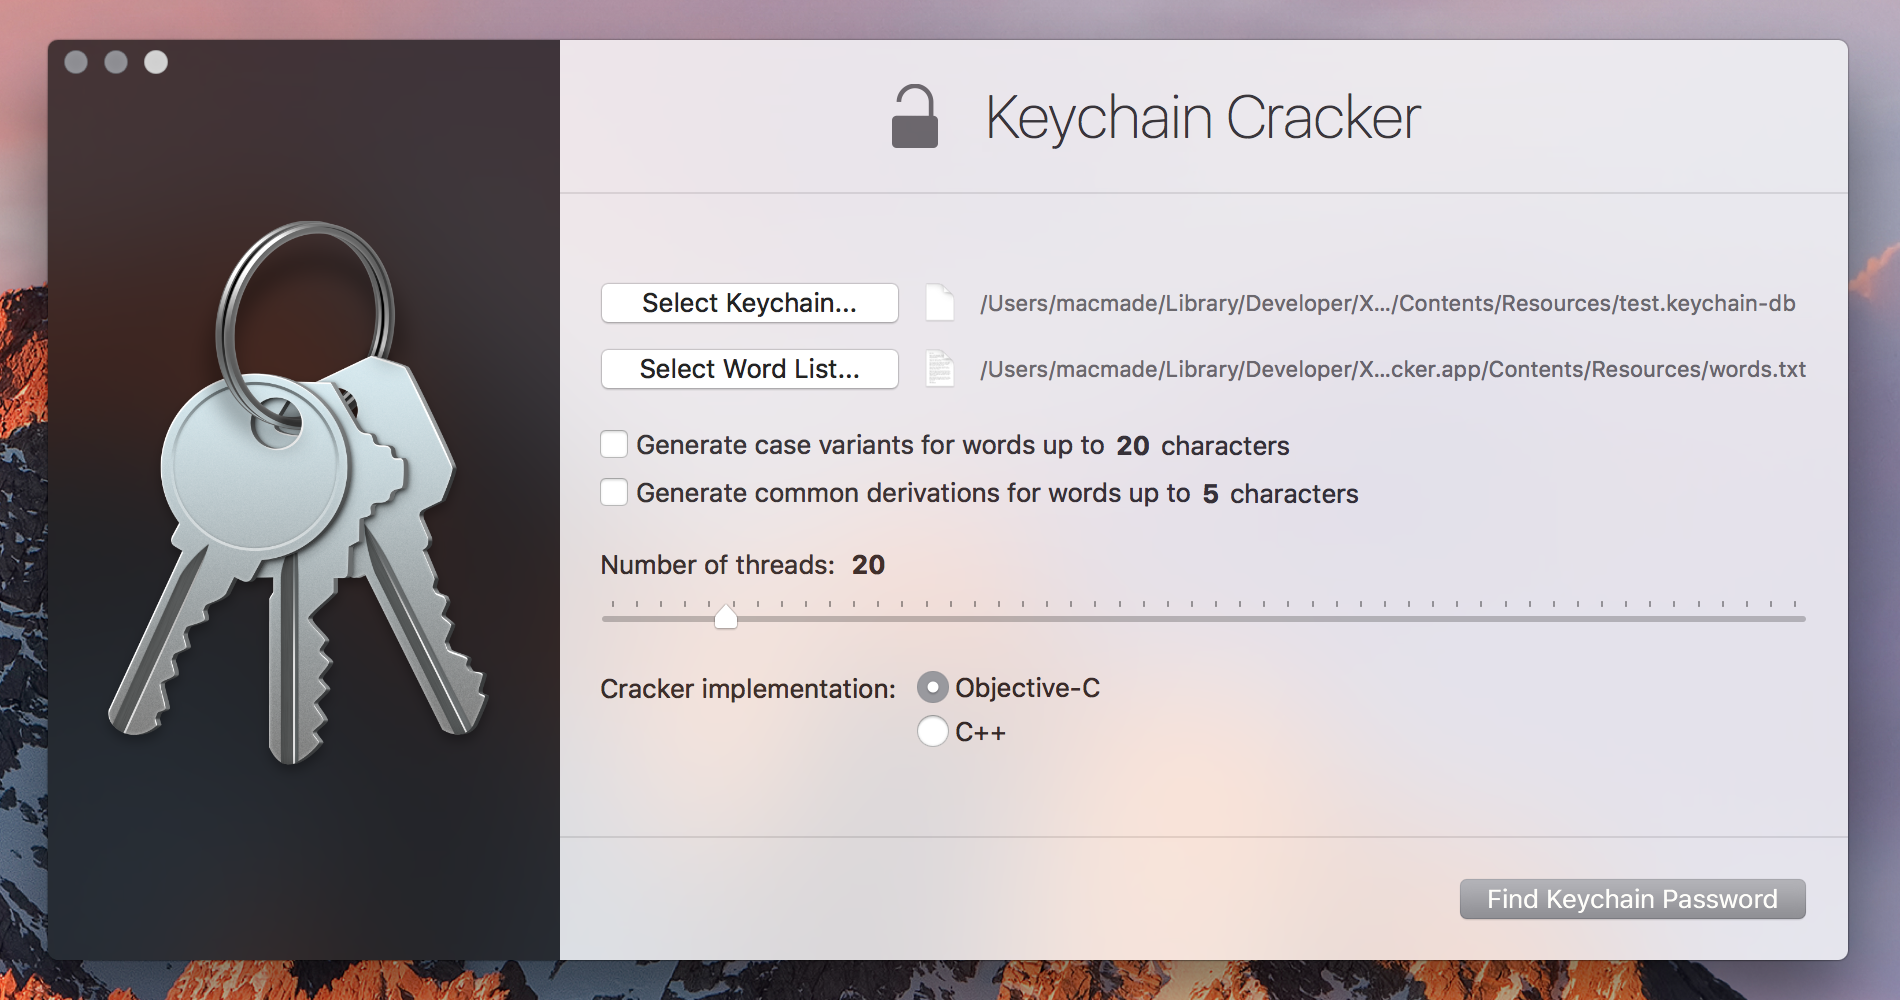 Keychain Cracker
Select Keychain... /Users/macmade/Library/Developer/X.../Contents/Resources/test.keychain-db
Select Word List... /Users/macmade/Library/Developer/X...cker.app/Contents/Resources/words.txt
Generate case variants for words up to 20 characters
Generate common derivations for words up to 5 characters
Number of threads: 20
Cracker implementation: Objective-C
C++
Find Keychain Password